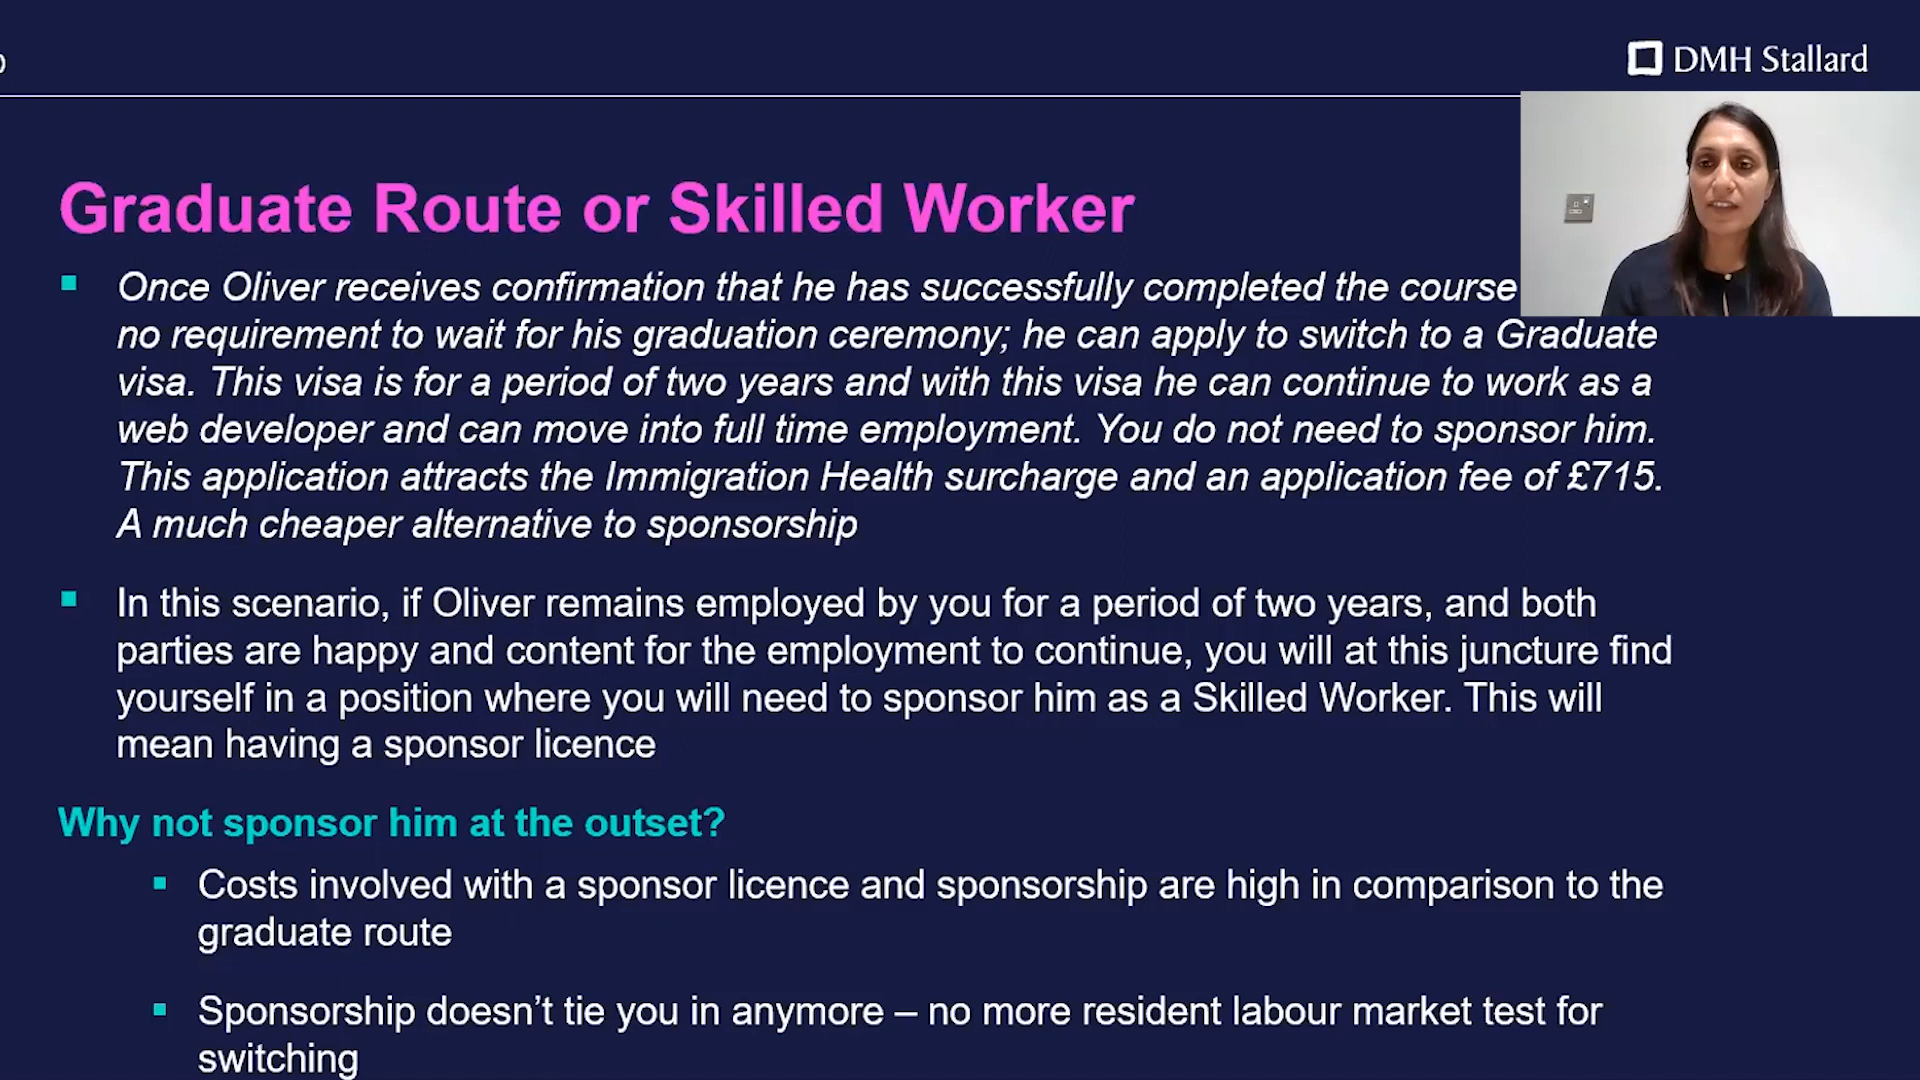 DMH Stallard
Graduate Route or Skilled Worker
Once Oliver receives confirmation that he has successfully completed the course
no requirement to wait for his graduation ceremony; he can apply to switch to a Graduate
visa. This visa is for a period of two years and with this visa he can continue to work as a
web developer and can move into full time employment. You do not need to sponsor him.
This application attracts the Immigration Health surcharge and an application fee of £715.
A much cheaper alternative to sponsorship
In this scenario, if Oliver remains employed by you for a period of two years, and both
parties are happy and content for the employment to continue, you will at this juncture find
yourself in a position where you will need to sponsor him as a Skilled Worker. This will
mean having a sponsor licence
Why not sponsor him at the outset?
Costs involved with a sponsor licence and sponsorship are high in comparison to the
graduate route
Sponsorship doesn’t tie you in anymore – no more resident labour market test for
switching